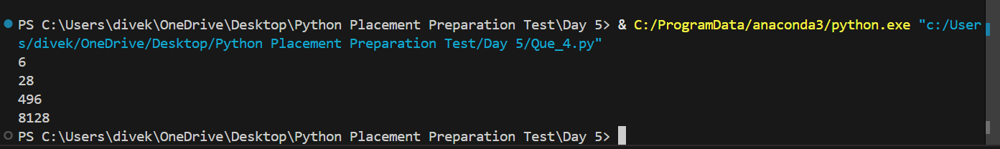 PS C:\Users\divek\OneDrive\Desktop\Python Placement Preparation Test\Day 5> & C:/ProgramData/anaconda3/python.exe "c:/User
s/divek/OneDrive/Desktop/Python Placement Preparation Test/Day 5/Que_4.py"
6
28
496
8128
PS C:\Users\divek\OneDrive\Desktop\Python Placement Preparation Test\Day 5>